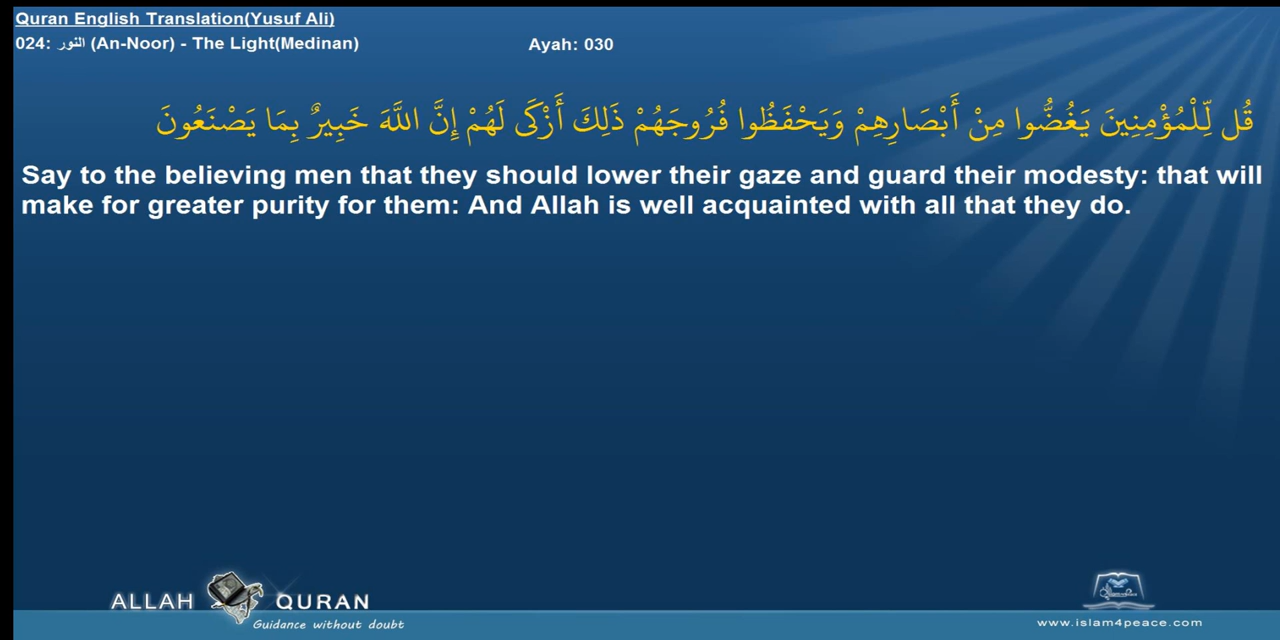 Quran English Translation(Yusuf Ali)
024: النور (An-Noor) - The Light(Medinan) Ayah: 030
قُل لِّلْمُؤْمِنِينَ يَغُضُّوا مِنْ أَبْصَارِهِمْ وَيَحْفَظُوا فُرُوجَهُمْ ذَلِكَ أَزْكَى لَهُمْ إِنَّ اللَّهَ خَبِيرٌ بِمَا يَصْنَعُونَ
Say to the believing men that they should lower their gaze and guard their modesty: that will
make for greater purity for them: And Allah is well acquainted with all that they do.
ALLAH QURAN
Guidance without doubt
www.islam4peace.com